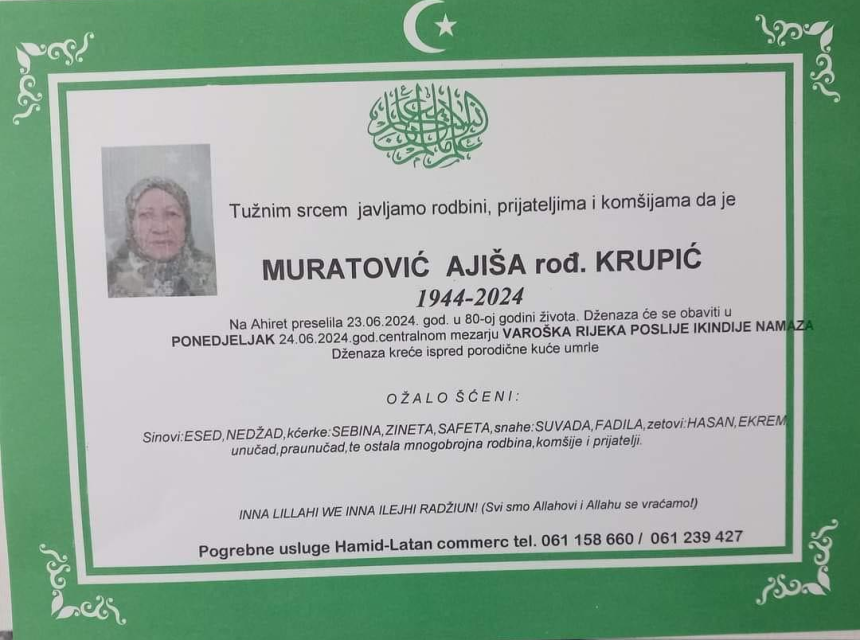 Tužnim srcem javljamo rodbini, prijateljima i komšijama da je
MURATOVIĆ AJIŠA rođ. KRUPIĆ
1944-2024
Na Ahiret preselila 23.06.2024. god. u 80-oj godini života. Dženaza će se obaviti u
PONEDJELJAK 24.06.2024.god.centralnom mezarju VAROŠKA RIJEKA POSLIJE IKINDIJE NAMAZA
Dženaza kreće ispred porodične kuće umrle
OŽALO ŠĆENI:
Sinovi:ESED,NEDŽAD,kćerke:SEBINA,ZINETA,SAFETA,snahe:SUVADA,FADILA,zetovi:HASAN,EKREM,
unučad,praunučad,te ostala mnogobrojna rodbina,komšije i prijatelji.
INNA LILLAHI WE INNA ILEJHI RADŽIUN! (Svi smo Allahovi i Allahu se vraćamo!)
Pogrebne usluge Hamid-Latan commerc tel. 061 158 660 / 061 239 427